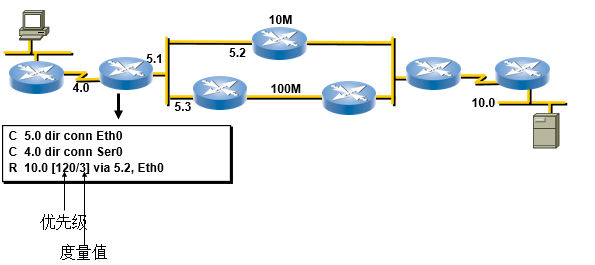 10M
5.1
5.2
4.0
5.3
100M
10.0
C 5.0 dir conn Eth0
C 4.0 dir conn Ser0
R 10.0 [120/3] via 5.2, Eth0
优先级
度量值